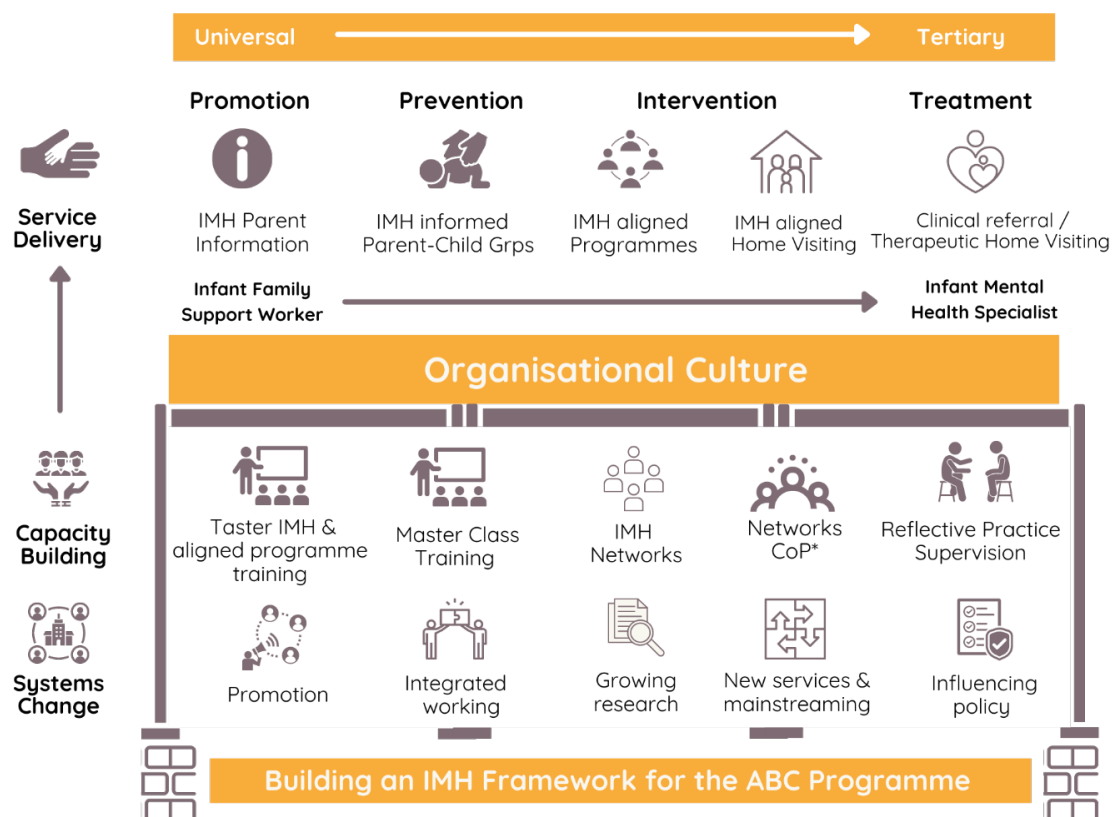 Universal
Tertiary
Promotion
Prevention
Intervention
Treatment
Service
Delivery
IMH Parent
Information
IMH informed
Parent-Child Grps
IMH aligned
Programmes
IMH aligned
Home Visiting
Clinical referral /
Therapeutic Home Visiting
Infant Family
Support Worker
Infant Mental
Health Specialist
Organisational Culture
Capacity
Building
Taster IMH &
aligned programme
training
Master Class
Training
IMH
Networks
Networks
CoP*
Reflective Practice
Supervision
Systems
Change
Promotion
Integrated
working
Growing
research
New services &
mainstreaming
Influencing
policy
Building an IMH Framework for the ABC Programme